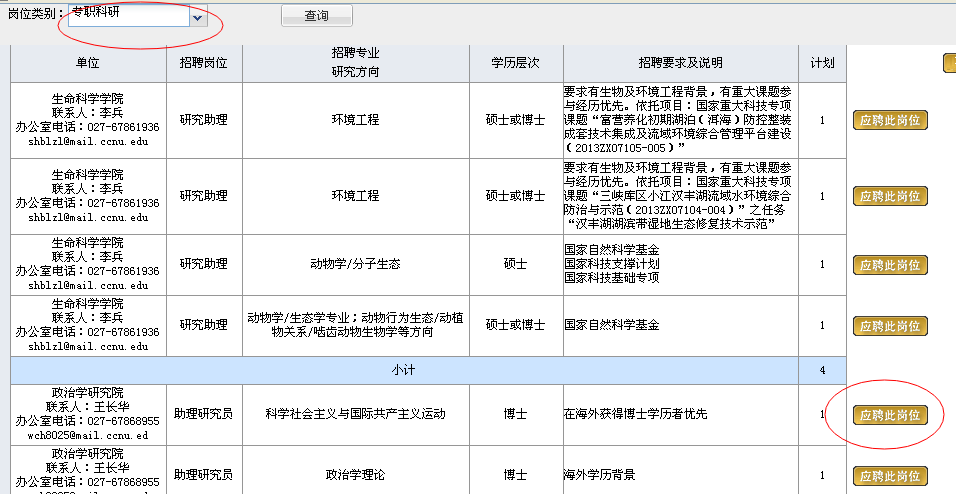 岗位类别：
专职科研
查询
单位
招聘岗位
招聘专业
研究方向
学历层次
招聘要求及说明
计划
生命科学学院
联系人：李兵
办公室电话：027-67861936
shblzl@mail.ccnu.edu
研究助理
环境工程
硕士或博士
要求有生物及环境工程背景，有重大课题参
与经历优先。依托项目：国家重大科技专项
课题“富营养化初期湖泊（洱海）防控整装
成套技术集成及流域环境综合管理平台建设
（2013ZX07105-005）”
1
应聘此岗位
生命科学学院
联系人：李兵
办公室电话：027-67861936
shblzl@mail.ccnu.edu
研究助理
环境工程
硕士或博士
要求有生物及环境工程背景，有重大课题参
与经历优先。依托项目：国家重大科技专项
课题“三峡库区小江汉丰湖流域水环境综合
防治与示范（2013ZX07104-004）”之任务
“汉丰湖湖滨带湿地生态修复技术示范”
1
应聘此岗位
生命科学学院
联系人：李兵
办公室电话：027-67861936
shblzl@mail.ccnu.edu
研究助理
动物学/分子生态
硕士
国家自然科学基金
国家科技支撑计划
国家科技基础专项
1
应聘此岗位
生命科学学院
联系人：李兵
办公室电话：027-67861936
shblzl@mail.ccnu.edu
研究助理
动物学/生态学专业；动物行为生态/动植
物关系/啮齿动物生物学等方向
硕士或博士
国家自然科学基金
1
应聘此岗位
小计
4
政治学研究院
联系人：王长华
办公室电话：027-67868955
wch8025@mail.ccnu.ed
助理研究员
科学社会主义与国际共产主义运动
博士
在海外获得博士学历者优先
1
应聘此岗位
政治学研究院
联系人：王长华
办公室电话：027-67868955
助理研究员
政治学理论
博士
海外学历背景
1
应聘此岗位